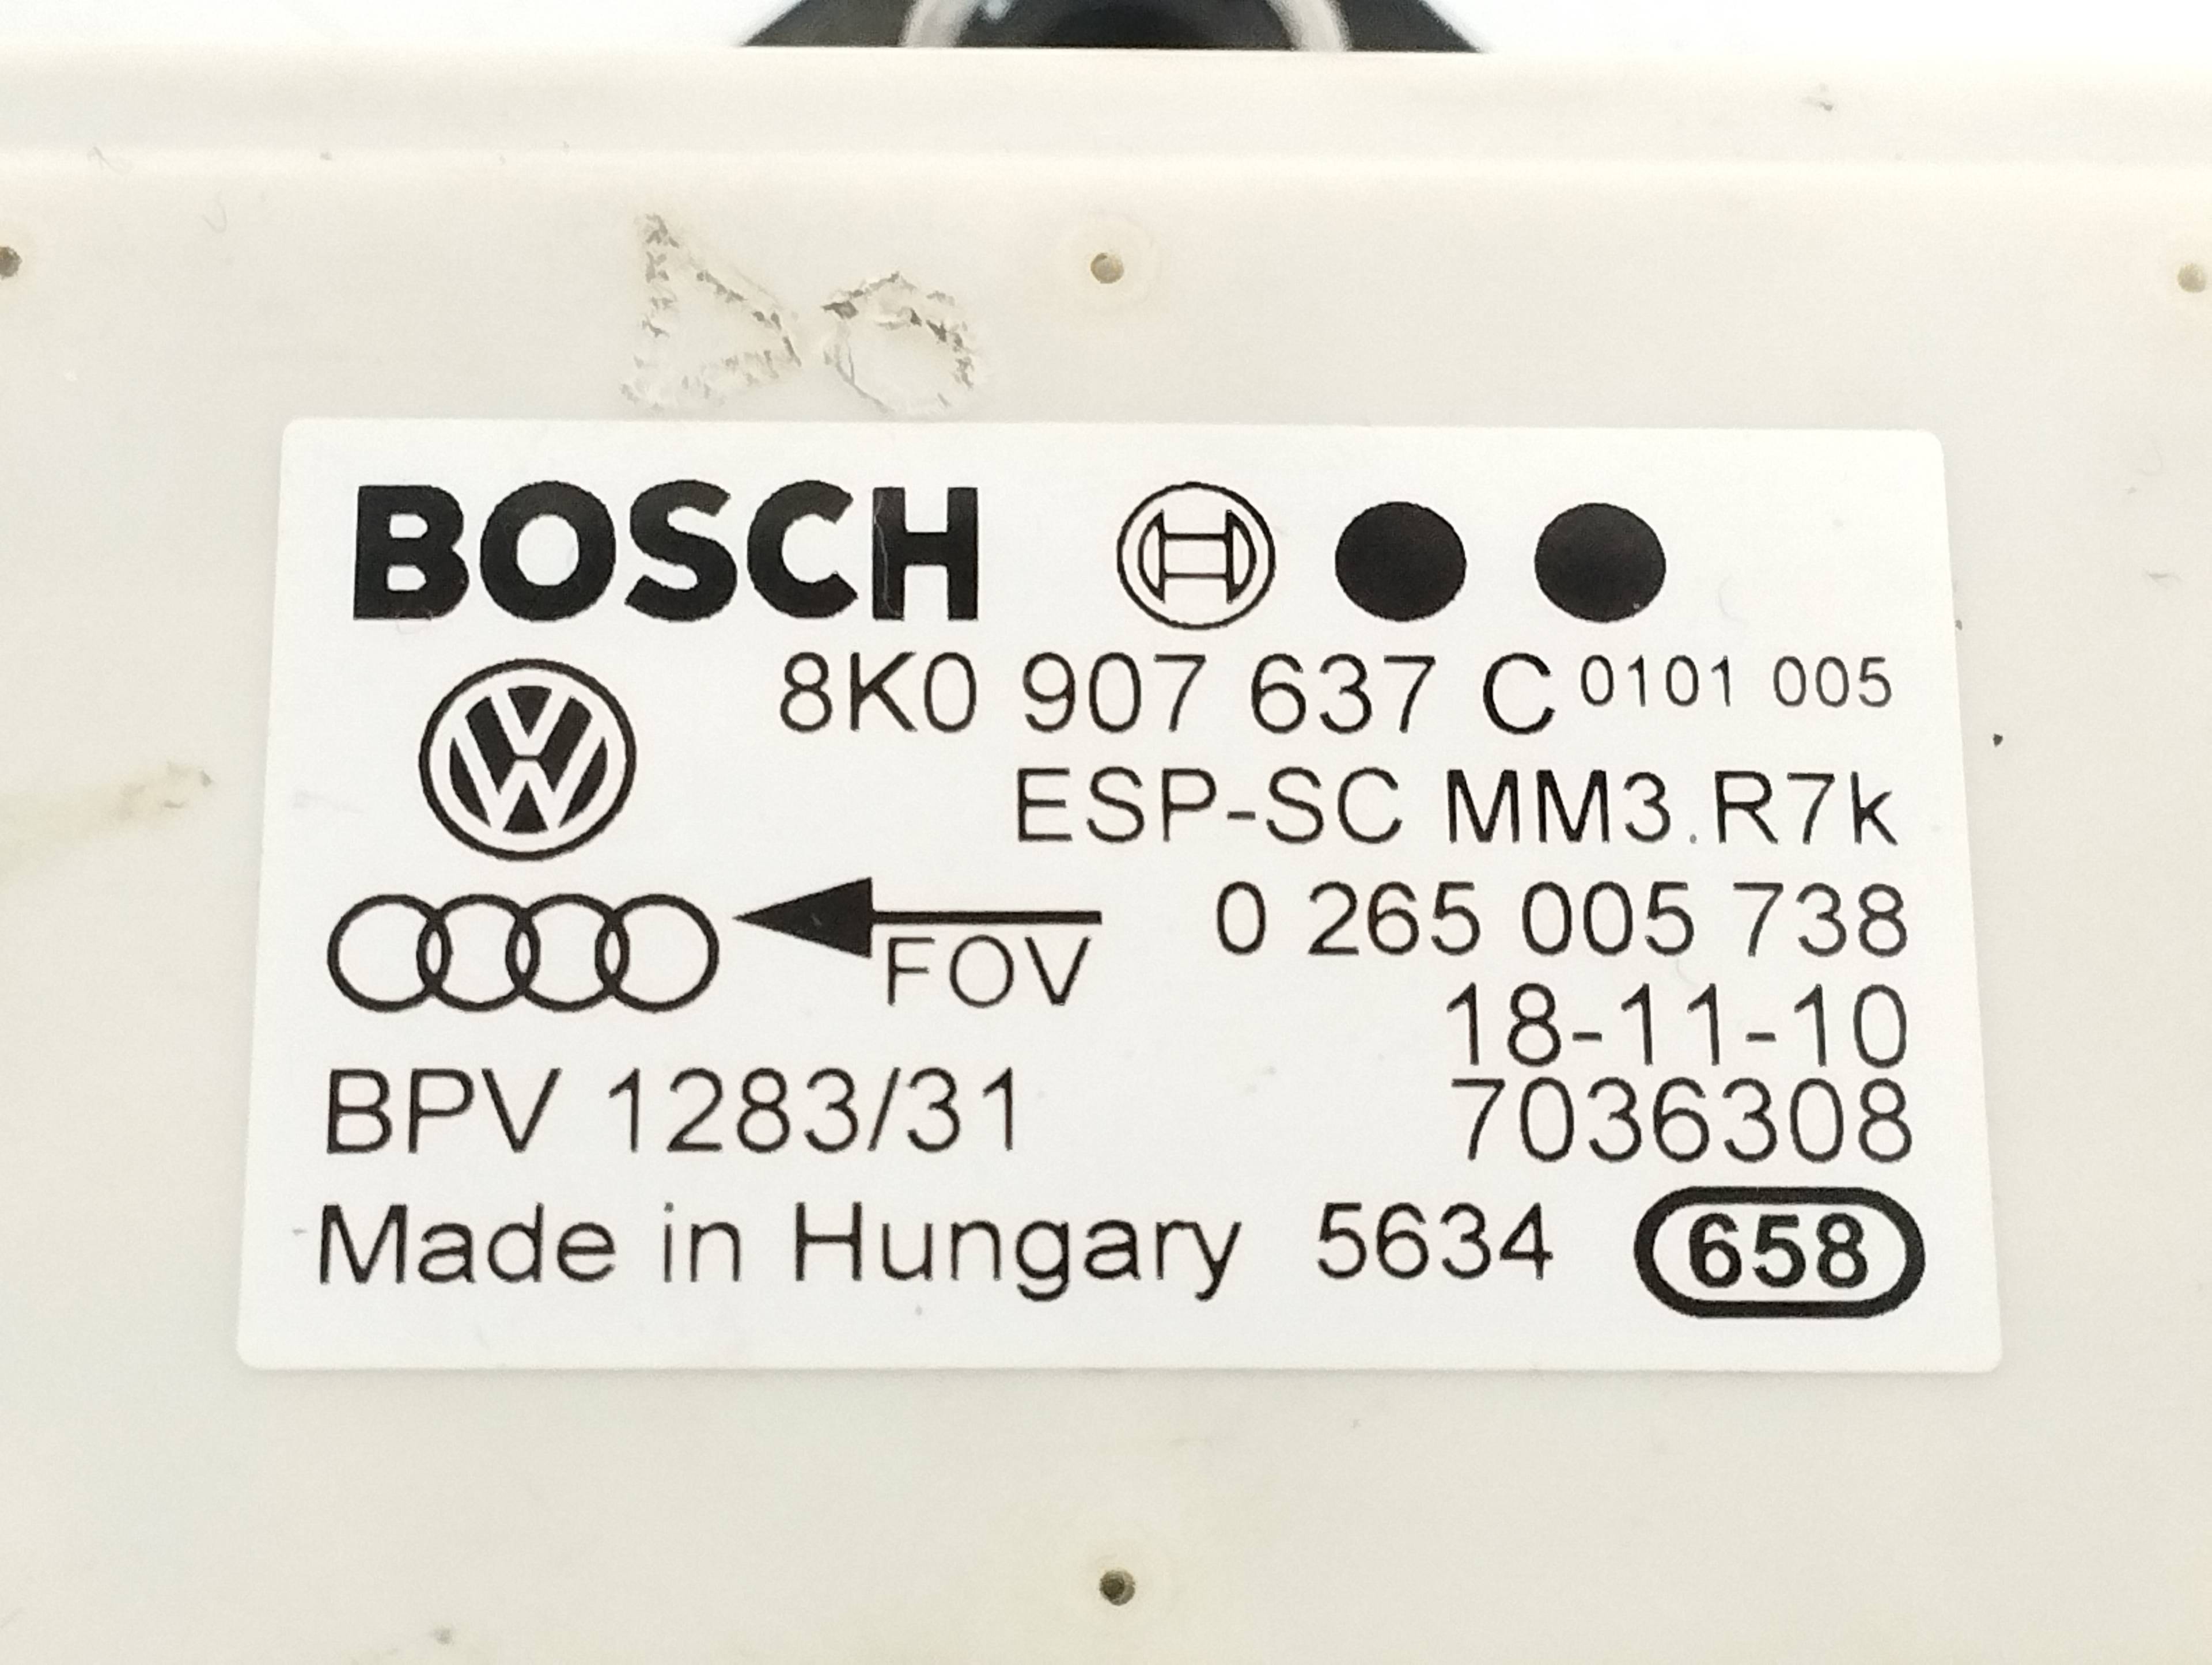 BOSCH
8K0 907 637 C 0101 005
ESP-SC MM3.R7k
FOV
0 265 005 738
18-11-10
BPV 1283/31
7036308
Made in Hungary 5634 658